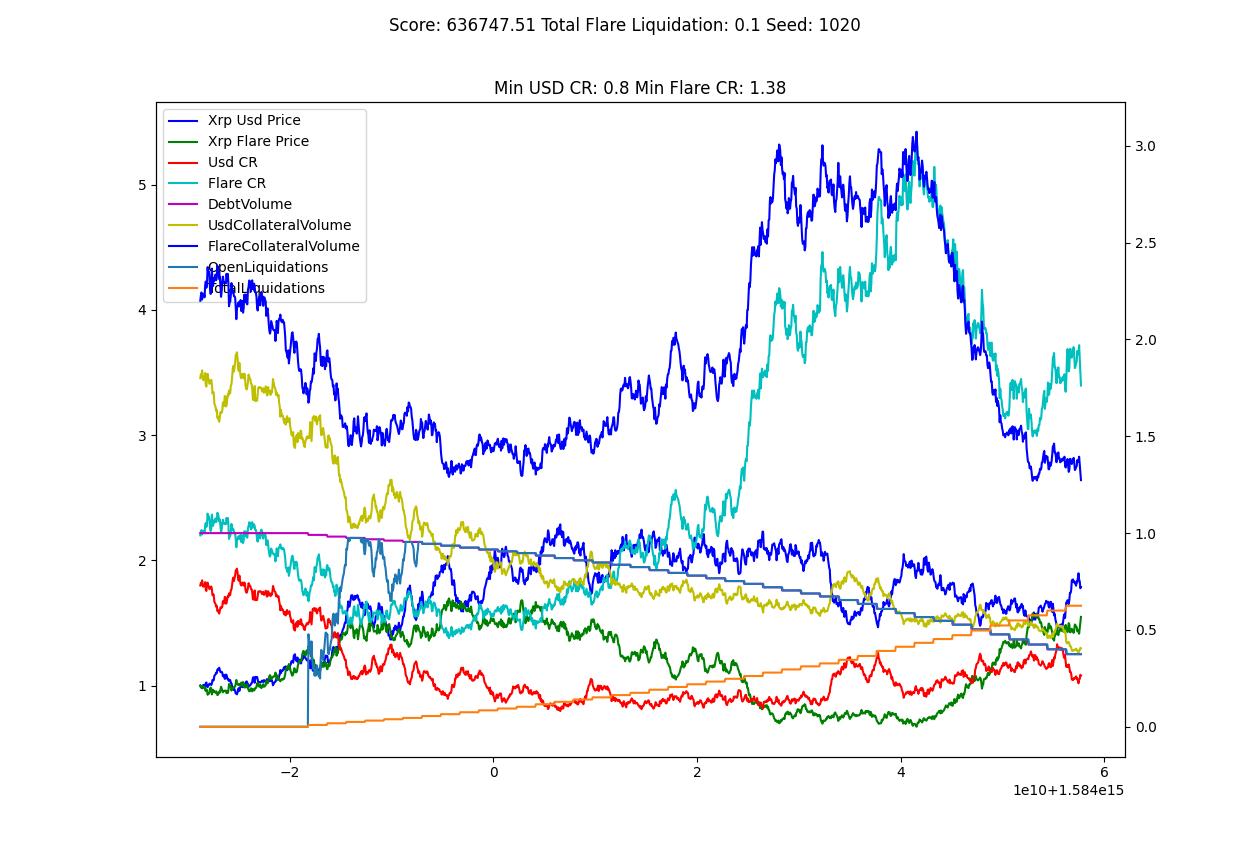 Score: 636747.51 Total Flare Liquidation: 0.1 Seed: 1020
Min USD CR: 0.8 Min Flare CR: 1.38
Xrp Usd Price
Xrp Flare Price
Usd CR
Flare CR
DebtVolume
UsdCollateralVolume
FlareCollateralVolume
OpenLiquidations
TotalLiquidations
5
4
3
2
1
3.0
2.5
2.0
1.5
1.0
0.5
0.0
−2
0
2
4
6
1e10+1.584e15